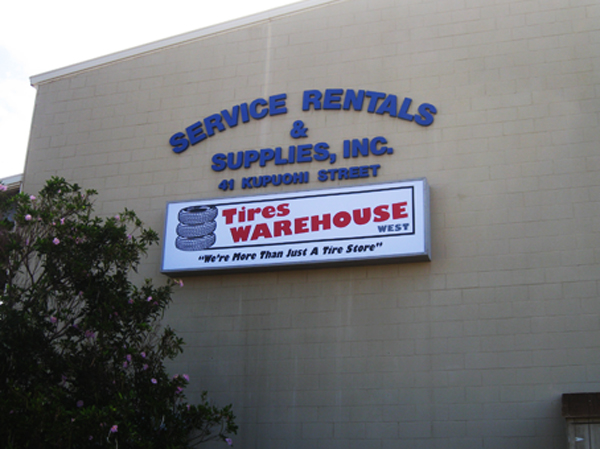 SERVICE RENTALS
&
SUPPLIES, INC.
41 KUPUOHI STREET
Tires
WAREHOUSE
WEST
"We're More Than Just A Tire Store"